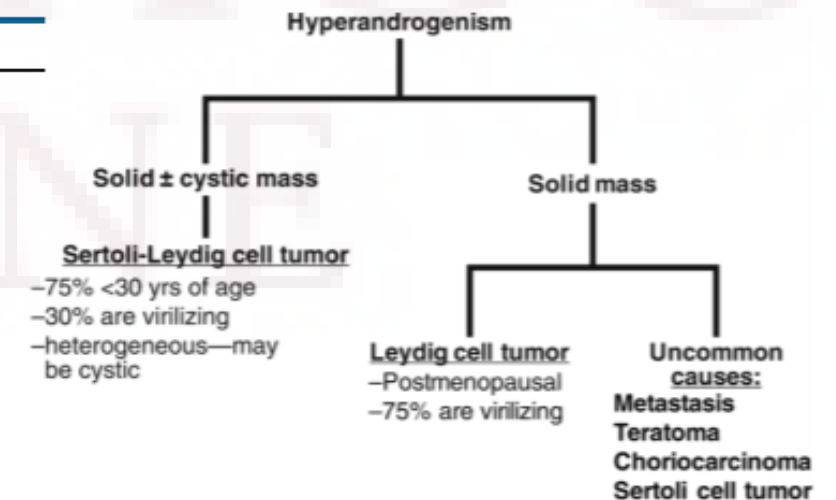 Hyperandrogenism
Solid ± cystic mass
Sertoli-Leydig cell tumor
–75% <30 yrs of age
–30% are virilizing
–heterogeneous—may
be cystic
Solid mass
Leydig cell tumor
–Postmenopausal
–75% are virilizing
Uncommon
causes:
Metastasis
Teratoma
Choriocarcinoma
Sertoli cell tumor
NE